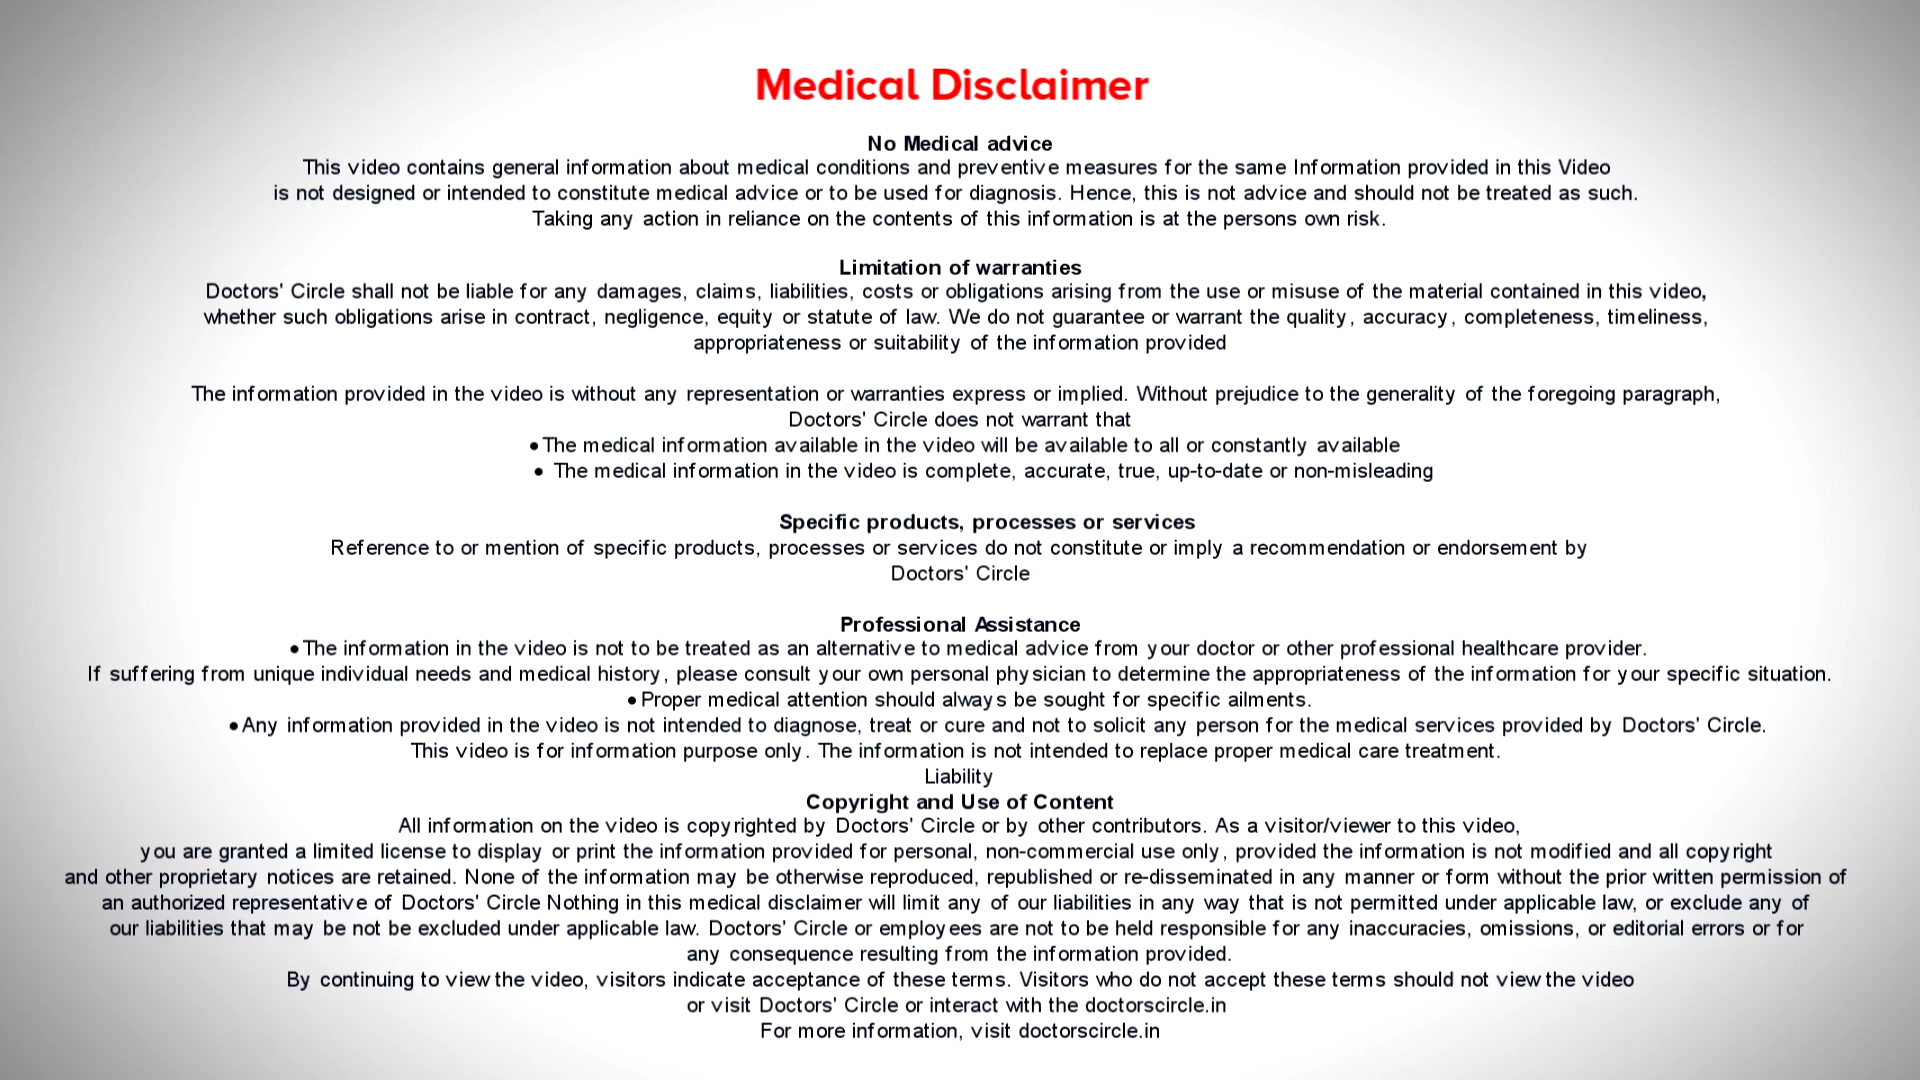 Medical Disclaimer
No Medical advice
This video contains general information about medical conditions and preventive measures for the same Information provided in this Video
is not designed or intended to constitute medical advice or to be used for diagnosis. Hence, this is not advice and should not be treated as such.
Taking any action in reliance on the contents of this information is at the persons own risk.
Limitation of warranties
Doctors' Circle shall not be liable for any damages, claims, liabilities, costs or obligations arising from the use or misuse of the material contained in this video,
whether such obligations arise in contract, negligence, equity or statute of law. We do not guarantee or warrant the quality, accuracy, completeness, timeliness,
appropriateness or suitability of the information provided
The information provided in the video is without any representation or warranties express or implied. Without prejudice to the generality of the foregoing paragraph,
Doctors' Circle does not warrant that
• The medical information available in the video will be available to all or constantly available
• The medical information in the video is complete, accurate, true, up-to-date or non-misleading
Specific products, processes or services
Reference to or mention of specific products, processes or services do not constitute or imply a recommendation or endorsement by
Doctors' Circle
Professional Assistance
• The information in the video is not to be treated as an alternative to medical advice from your doctor or other professional healthcare provider.
If suffering from unique individual needs and medical history, please consult your own personal physician to determine the appropriateness of the information for your specific situation.
• Proper medical attention should always be sought for specific ailments.
• Any information provided in the video is not intended to diagnose, treat or cure and not to solicit any person for the medical services provided by Doctors' Circle.
This video is for information purpose only. The information is not intended to replace proper medical care treatment.
Liability
Copyright and Use of Content
All information on the video is copyrighted by Doctors' Circle or by other contributors. As a visitor/viewer to this video,
you are granted a limited license to display or print the information provided for personal, non-commercial use only, provided the information is not modified and all copyright
and other proprietary notices are retained. None of the information may be otherwise reproduced, republished or re-disseminated in any manner or form without the prior written permission of
an authorized representative of Doctors' Circle Nothing in this medical disclaimer will limit any of our liabilities in any way that is not permitted under applicable law, or exclude any of
our liabilities that may be not be excluded under applicable law. Doctors' Circle or employees are not to be held responsible for any inaccuracies, omissions, or editorial errors or for
any consequence resulting from the information provided.
By continuing to view the video, visitors indicate acceptance of these terms. Visitors who do not accept these terms should not view the video
or visit Doctors' Circle or interact with the doctorscircle.in
For more information, visit doctorscircle.in